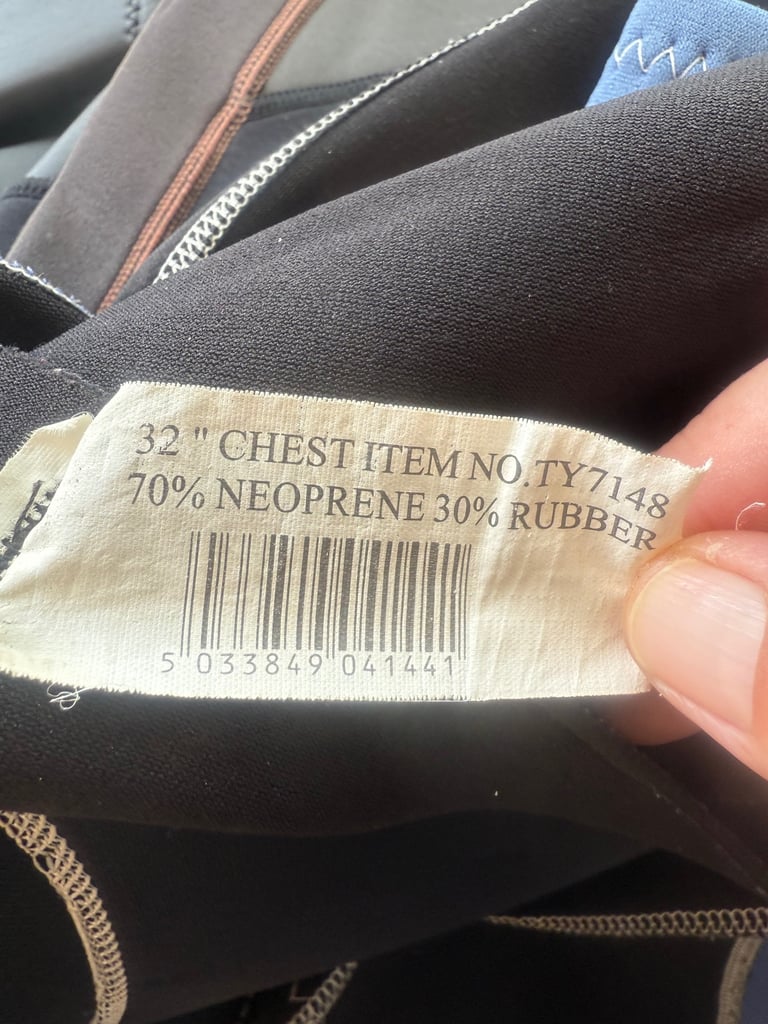 32 " CHEST ITEM NO.TY7148
70% NEOPRENE 30% RUBBER
5 033849 041441